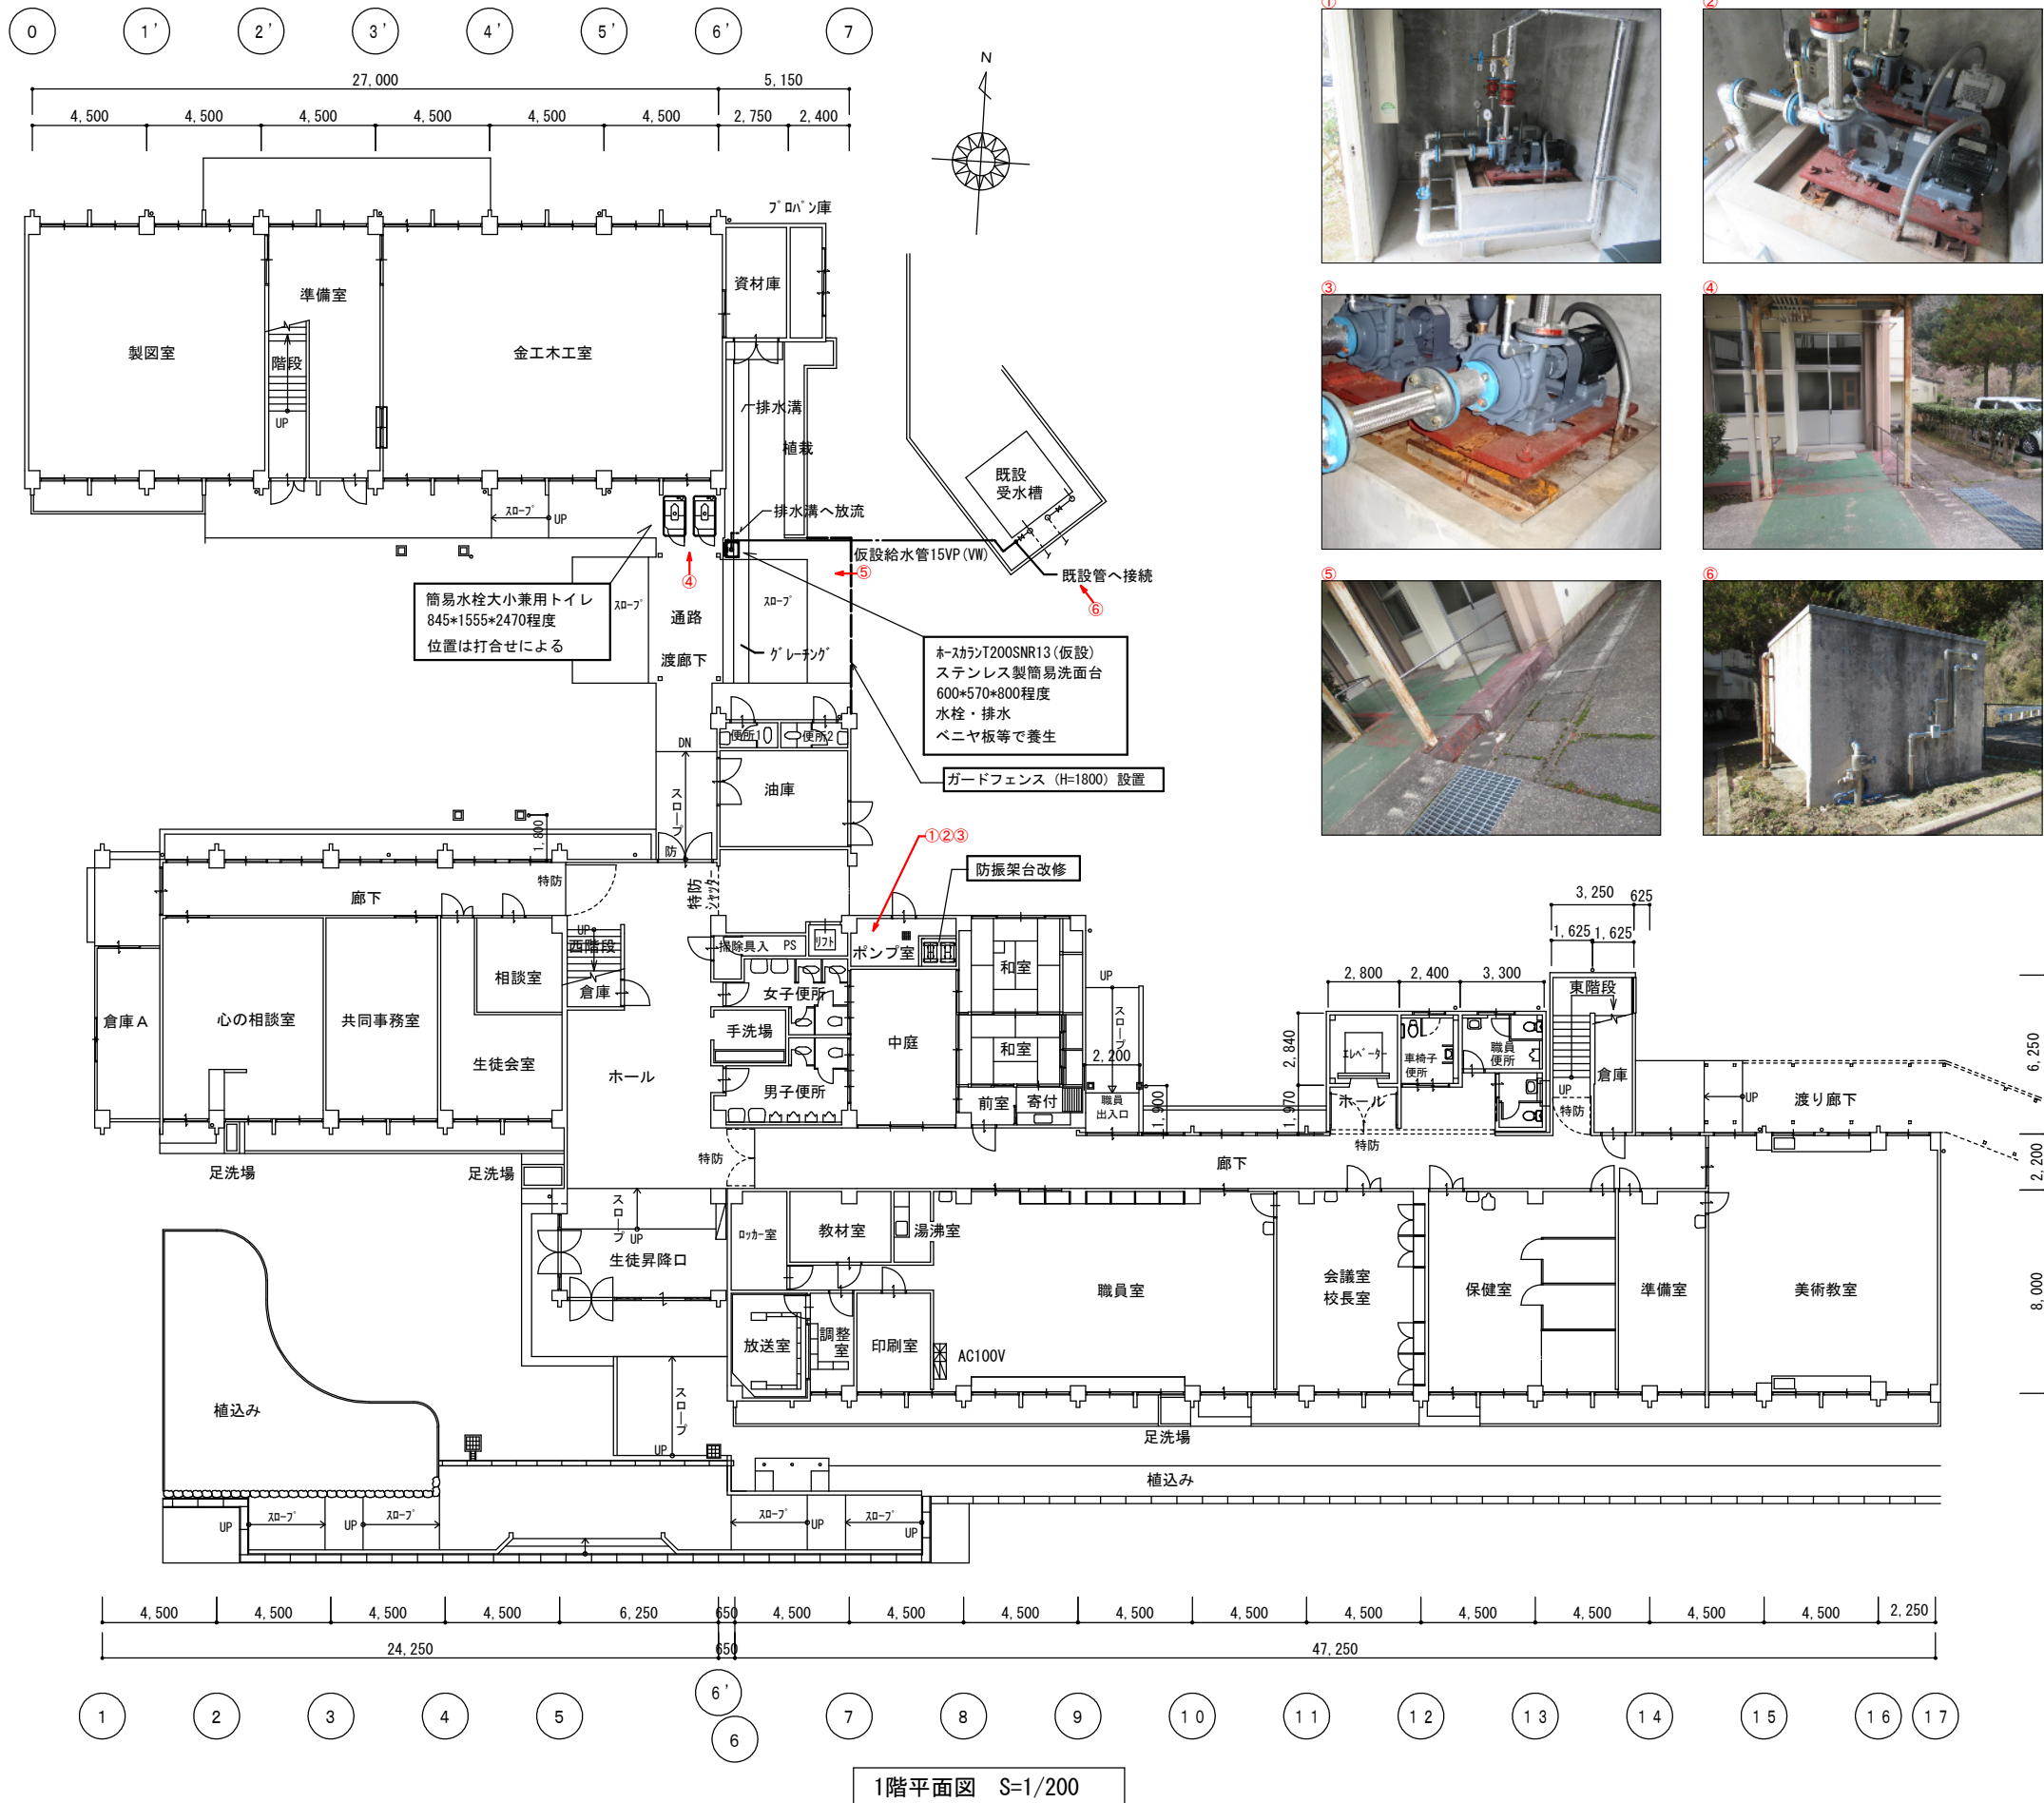 0 1' 2' 3' 4' 5' 6' 7
27,000 5,150
4,500 4,500 4,500 4,500 4,500 4,500 2,750 2,400
N
① ②
③ ④
⑤ ⑥
プロパン庫
資材庫
準備室
製図室
階段
UP
金工木工室
排水溝
植栽
既設
受水槽
排水溝へ放流
スロープ UP
仮設給水管15VP(VW)
既設管へ接続
④
⑤
⑥
簡易水栓大小兼用トイレ
845*1555*2470程度
位置は打合せによる
スロープ
通路
スロープ
渡廊下
グレーチング
ホースカランT200SNR13(仮設)
ステンレス製簡易洗面台
600*570*800程度
水栓・排水
ベニヤ板等で養生
便所1 便所2
DN
ガードフェンス (H=1800) 設置
油庫
スロープ
1,800
防
①②③
防振架台改修
特防
廊下
特防
シャッター
3,250 625
1,625 1,625
UP
西階段
掃除具入 PS
リフト
ポンプ室
和室
UP
2,800 2,400 3,300
東階段
相談室
倉庫
女子便所
倉庫A
心の相談室
共同事務室
手洗場
中庭
和室
スロープ
2,200
2,840
エレベーター
車椅子
便所
職員
便所
6,250
生徒会室
ホール
男子便所
倉庫
UP
前室
寄付
職員
出入口
1,900
1,970
ホール
特防
UP
渡り廊下
特防
特防
廊下
2,200
足洗場
足洗場
スロープ
UP
ロッカー室
教材室
湯沸室
生徒昇降口
職員室
会議室
校長室
保健室
準備室
美術教室
8,000
放送室
調整
室
印刷室
AC100V
植込み
スロープ
UP
足洗場
植込み
UP スロープ UP スロープ
スロープ UP スロープ UP
4,500 4,500 4,500 4,500 6,250 650 4,500 4,500 4,500 4,500 4,500 4,500 4,500 4,500 4,500 4,500 2,250
24,250 650 47,250
1 2 3 4 5 6' 6 7 8 9 10 11 12 13 14 15 16 17
1階平面図 S=1/200